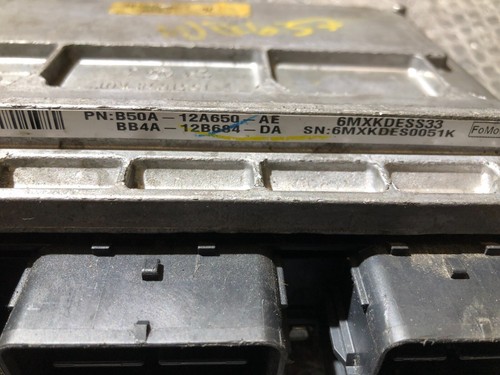 PN:B50A-12A650-AE 6MXKDESS33
BB4A-12B684-DA SN:6MXKDES0051K
FoMo